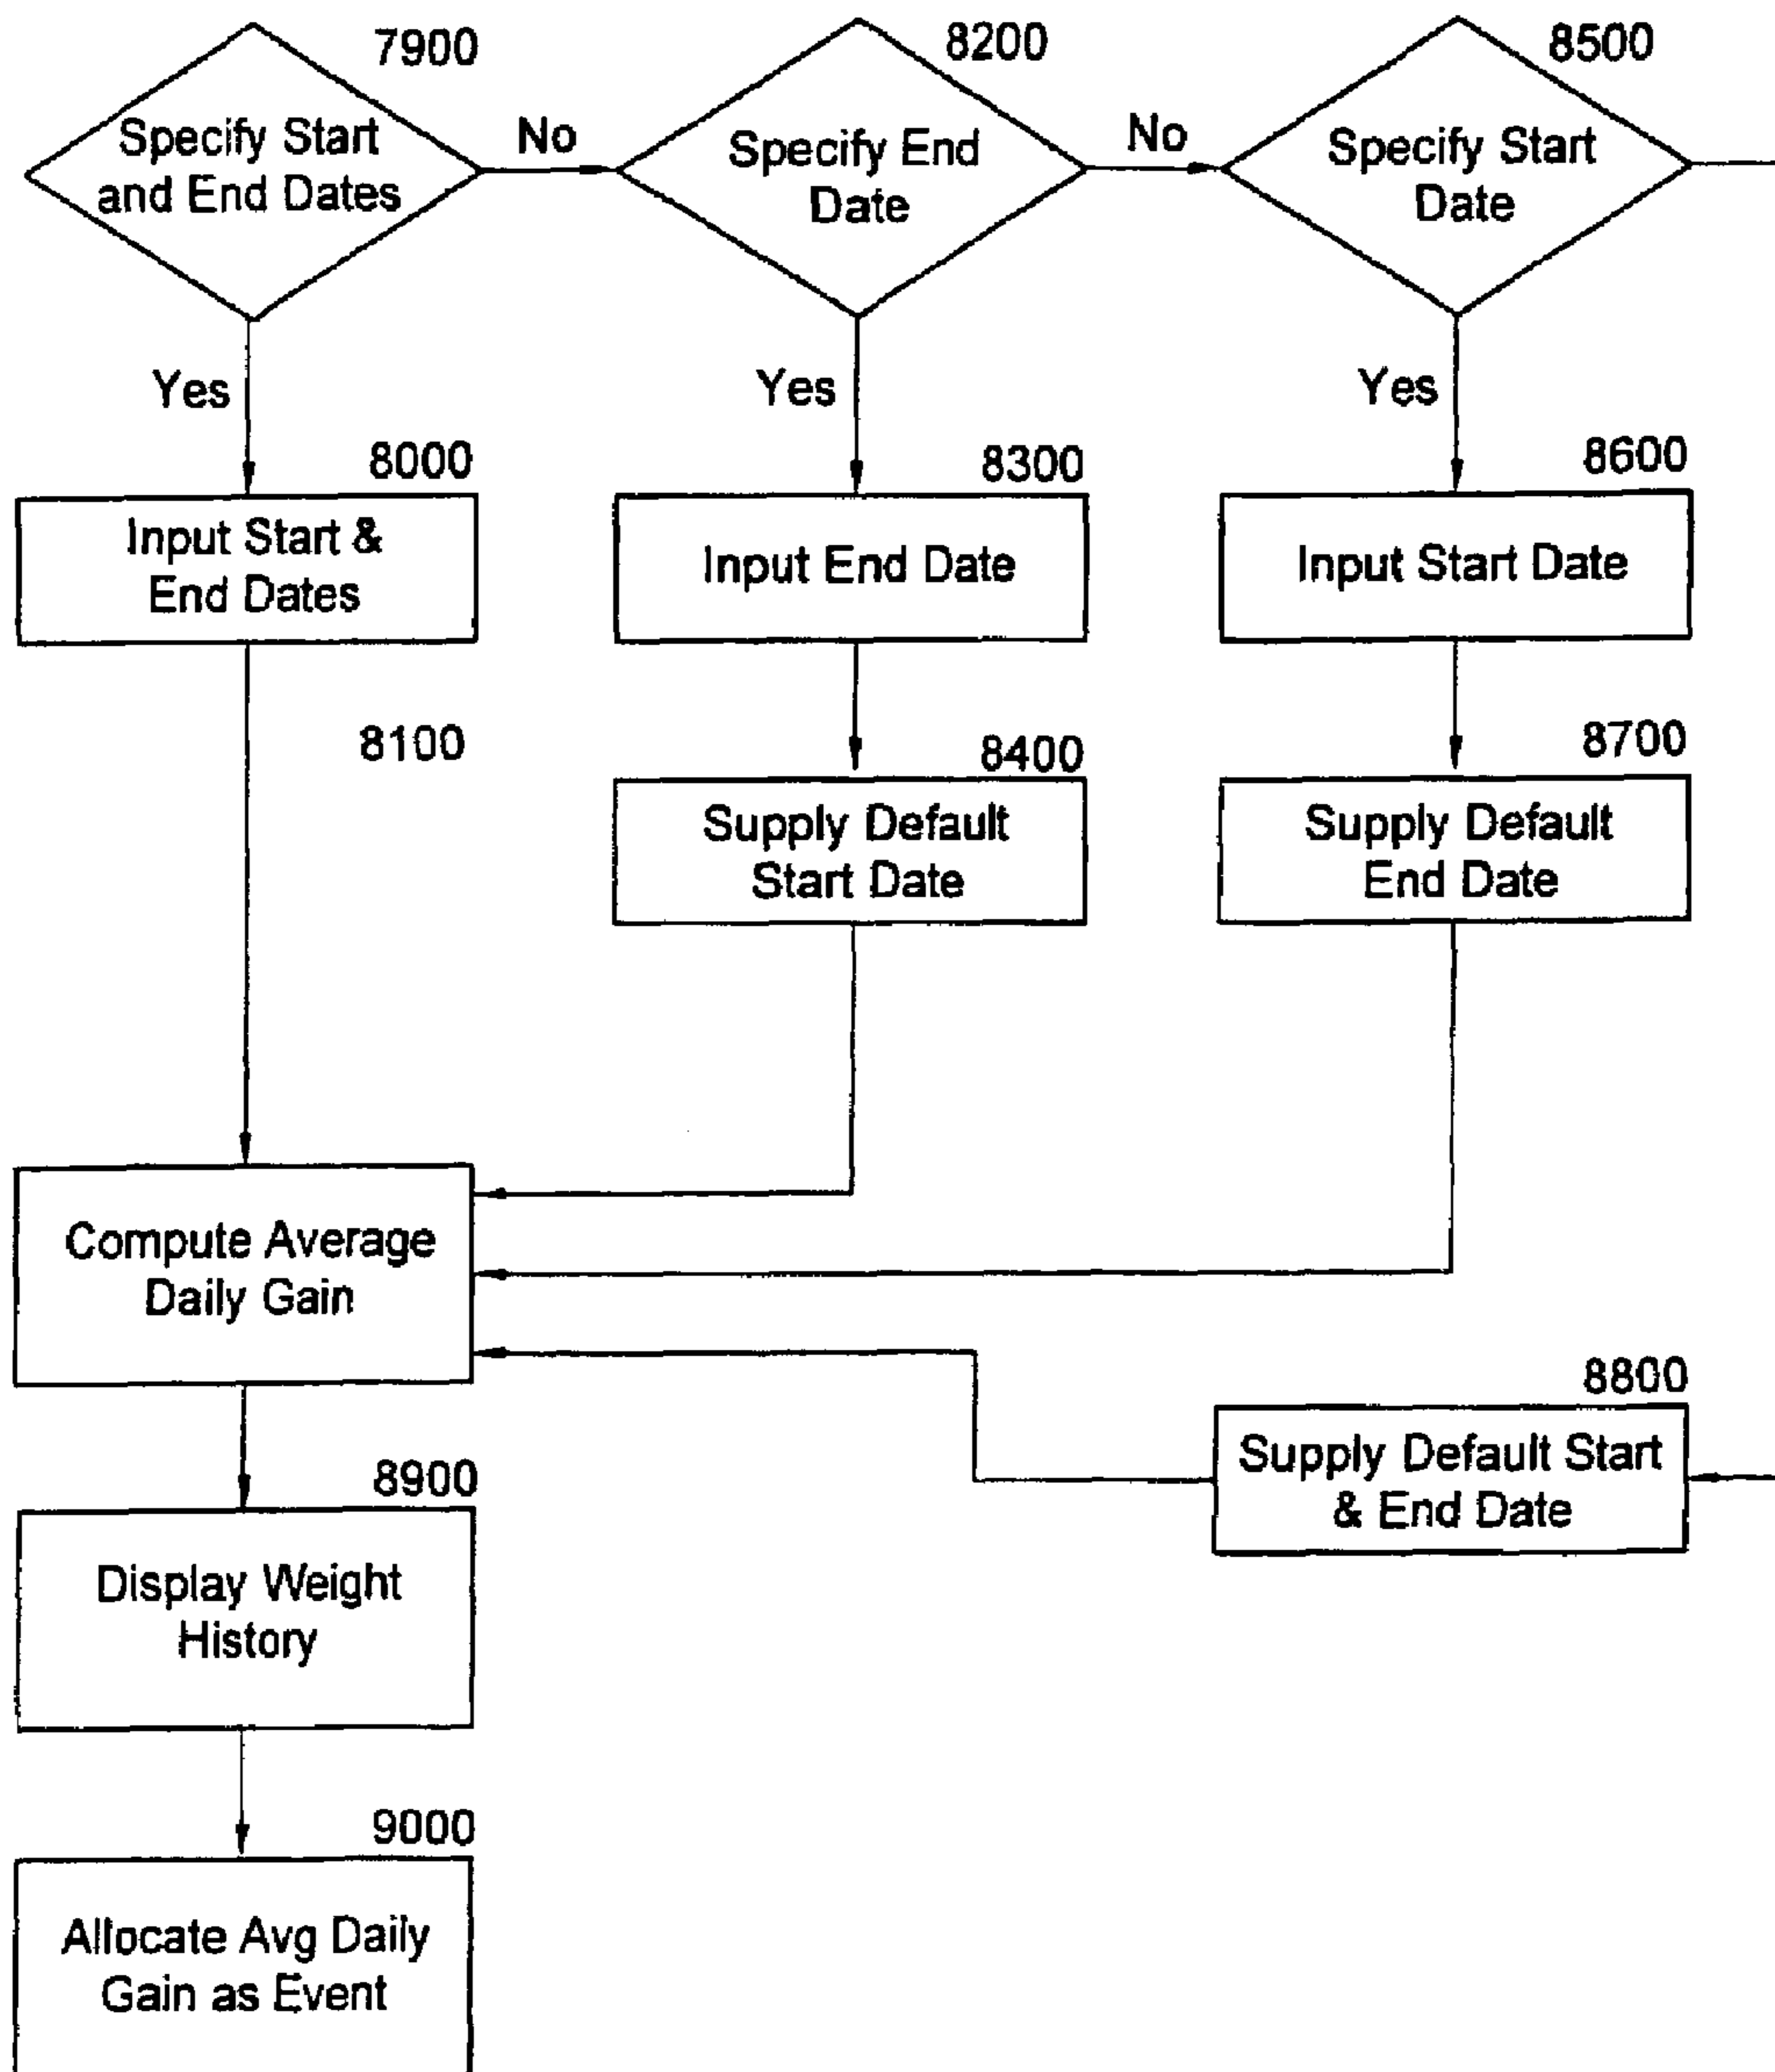 7900
Specify Start
and End Dates
No
8200
Specify End
Date
No
8500
Specify Start
Date
Yes
Yes
Yes
8000
Input Start &
End Dates
8300
Input End Date
8600
Input Start Date
8100
8400
Supply Default
Start Date
8700
Supply Default
End Date
Compute Average
Daily Gain
8800
Supply Default Start
& End Date
8900
Display Weight
History
9000
Allocate Avg Daily
Gain as Event